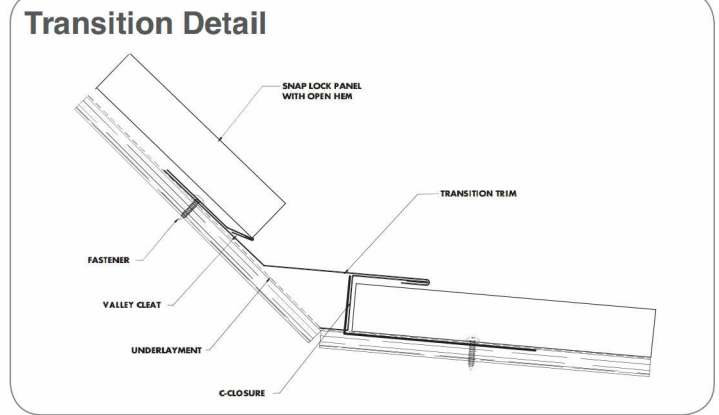 Transition Detail
SNAP LOCK PANEL
WITH OPEN HEM
TRANSITION TRIM
FASTENER
VALLEY CLEAT
UNDERLAYMENT
C-CLOSURE